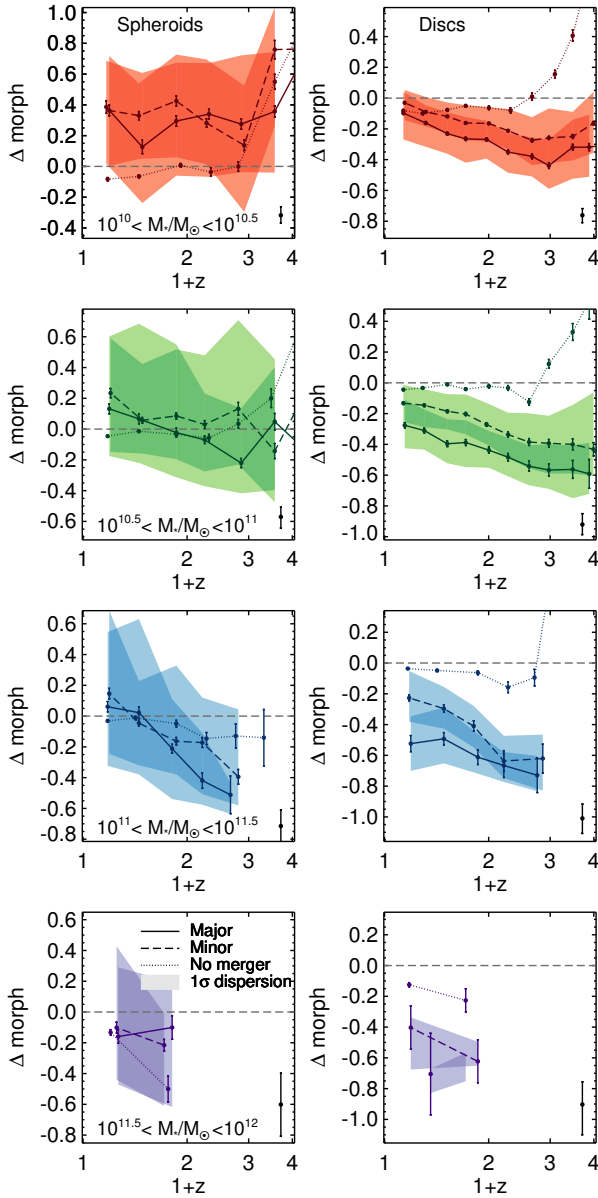 Spheroids
Discs
1.0
0.8
0.6
0.4
0.2
0.0
-0.2
-0.4
Δ morph
10^10 < M*/M⊙ <10^10.5
1 2 3 4
1+z
0.4
0.2
0.0
-0.2
-0.4
-0.6
-0.8
Δ morph
1 2 3 4
1+z
0.6
0.4
0.2
0.0
-0.2
-0.4
-0.6
Δ morph
10^10.5 < M*/M⊙ <10^11
1 2 3 4
1+z
0.4
0.2
0.0
-0.2
-0.4
-0.6
-0.8
-1.0
Δ morph
1 2 3 4
1+z
0.6
0.4
0.2
0.0
-0.2
-0.4
-0.6
-0.8
Δ morph
10^11 < M*/M⊙ <10^11.5
1 2 3 4
1+z
0.2
0.0
-0.2
-0.4
-0.6
-0.8
-1.0
Δ morph
1 2 3 4
1+z
0.6
0.4
0.2
0.0
-0.2
-0.4
-0.6
-0.8
Δ morph
Major
Minor
No merger
1σ dispersion
10^11.5 < M*/M⊙ <10^12
1 2 3 4
1+z
0.2
0.0
-0.2
-0.4
-0.6
-0.8
-1.0
Δ morph
1 2 3 4
1+z